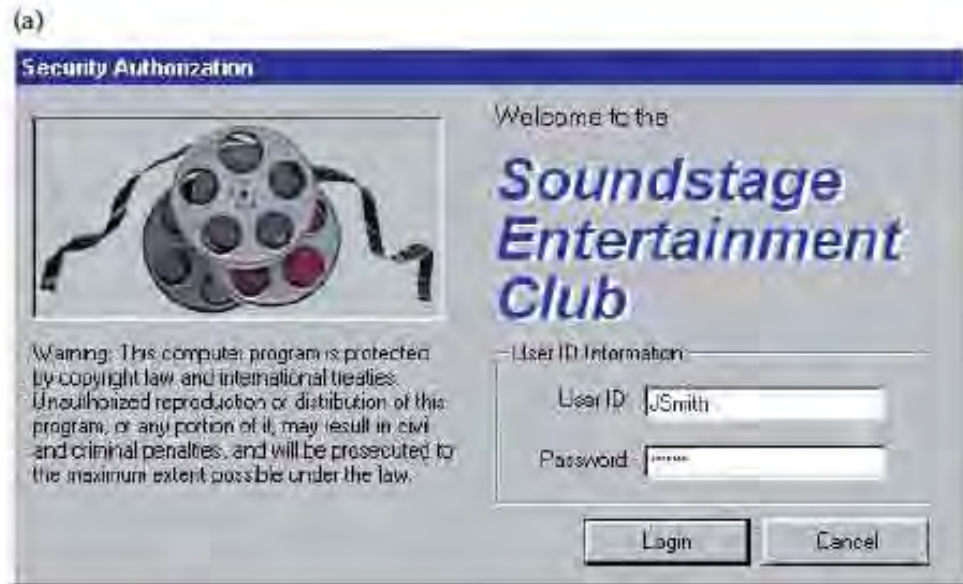 (a)
Security Authorization
Welcome to the
Soundstage
Entertainment
Club
Warning: This computer program is protected
by copyright law and international treaties.
Unauthorized reproduction or distribution of this
program, or any portion of it, may result in civil
and criminal penalties, and will be prosecuted to
the maximum extent possible under the law.
User ID Information
User ID JSmith
Password ******
Login Cancel